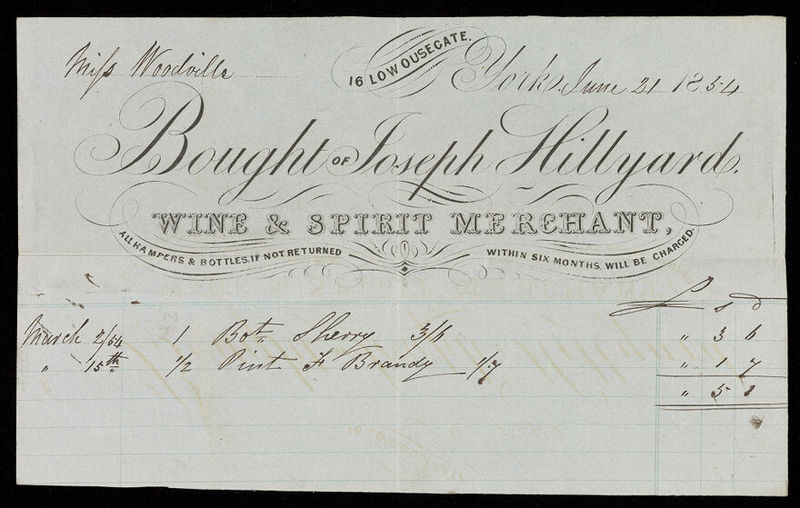 16 LOW OUSEGATE.
Miss Woodville
York, June 21 1854
Bought OF Joseph Hillyard.
WINE & SPIRIT MERCHANT,
ALL HAMPERS & BOTTLES, IF NOT RETURNED WITHIN SIX MONTHS, WILL BE CHARGED.
£ s d
March 2/54 1 Bot. Sherry 3/6 " 3 6
" 15th 1/2 Pint F Brandy 1/7 " 1 7
" 5 1